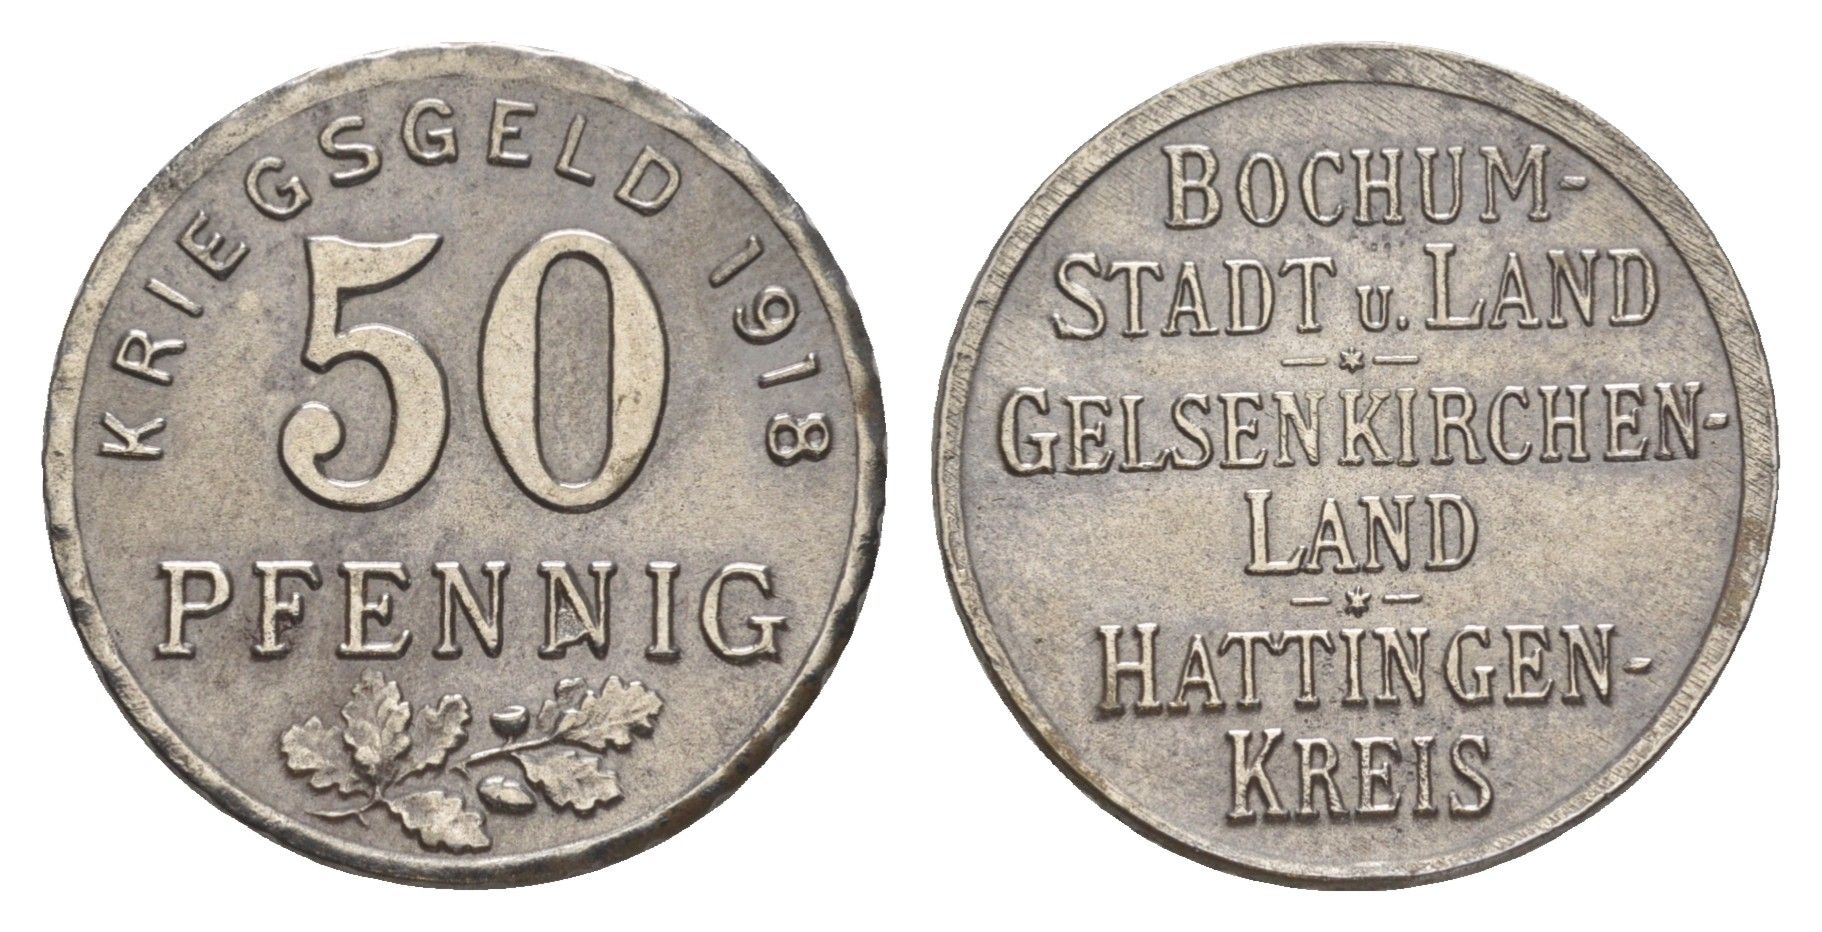 KRIEGSGELD 1918
50
PFENNIG
BOCHUM-
STADT u. LAND
GELSENKIRCHEN-
LAND
HATTINGEN-
KREIS